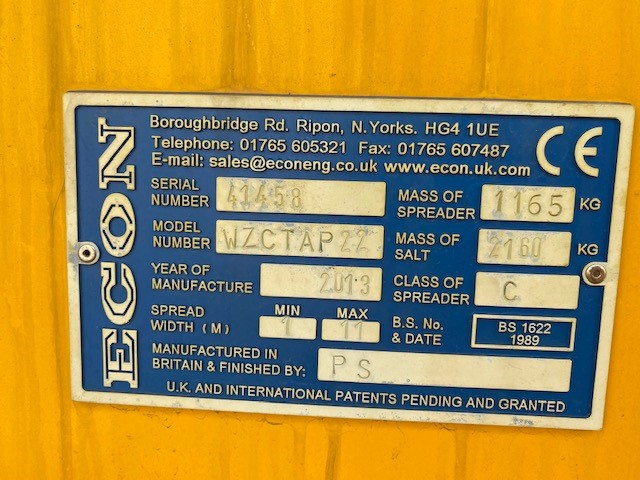 ECON
Boroughbridge Rd. Ripon, N.Yorks. HG4 1UE
Telephone: 01765 605321 Fax: 01765 607487
E-mail: sales@econeng.co.uk www.econ.uk.com
CE
SERIAL NUMBER 41458
MASS OF SPREADER 1165 KG
MODEL NUMBER WZCTAP22
MASS OF SALT 2160 KG
YEAR OF MANUFACTURE 2013
CLASS OF SPREADER C
SPREAD WIDTH (M) MIN 1 MAX 11
B.S. No. & DATE BS 1622 1989
MANUFACTURED IN BRITAIN & FINISHED BY: PS
U.K. AND INTERNATIONAL PATENTS PENDING AND GRANTED